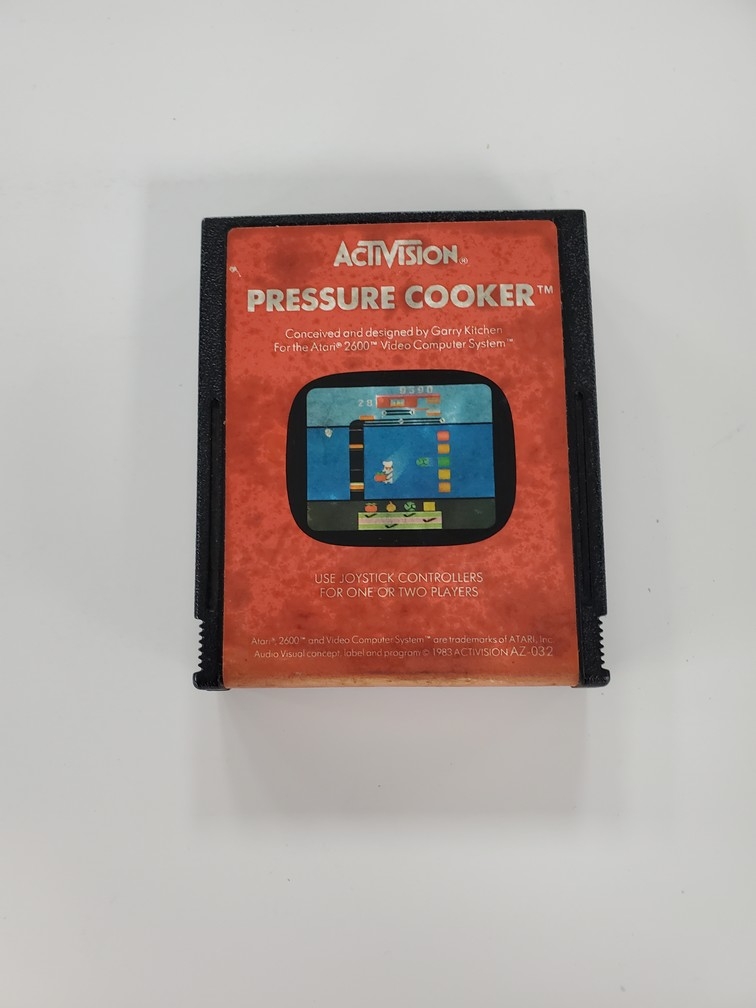 ACTIVISION®
PRESSURE COOKER™
Conceived and designed by Garry Kitchen
For the Atari® 2600™ Video Computer System™
9390
28
USE JOYSTICK CONTROLLERS
FOR ONE OR TWO PLAYERS
Atari®, 2600™ and Video Computer System™ are trademarks of ATARI, Inc.
Audio Visual concept, label and program © 1983 ACTIVISION AZ-032